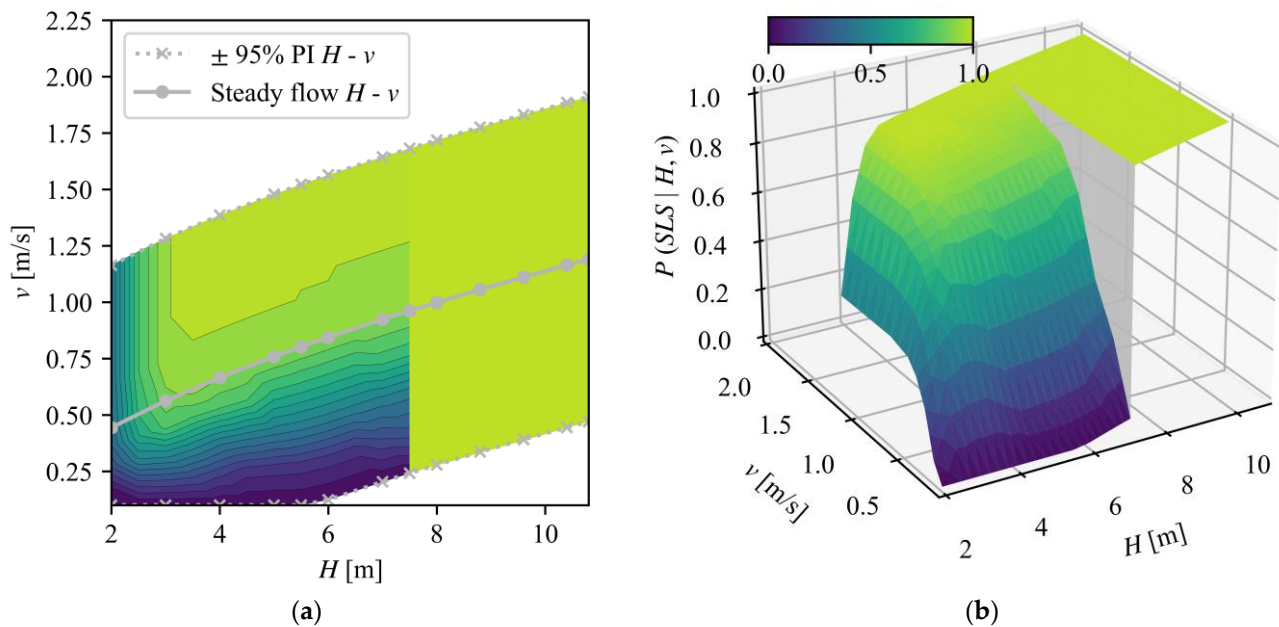 2.25
2.00
1.75
1.50
1.25
1.00
0.75
0.50
0.25
v [m/s]
± 95% PI H - v
Steady flow H - v
2 4 6 8 10
H [m]
(a)
0.0 0.5 1.0
1.0
0.8
0.6
0.4
0.2
0.0
P (SLS | H, v)
2.0
1.5
1.0
0.5
v [m/s]
2 4 6 8 10
H [m]
(b)